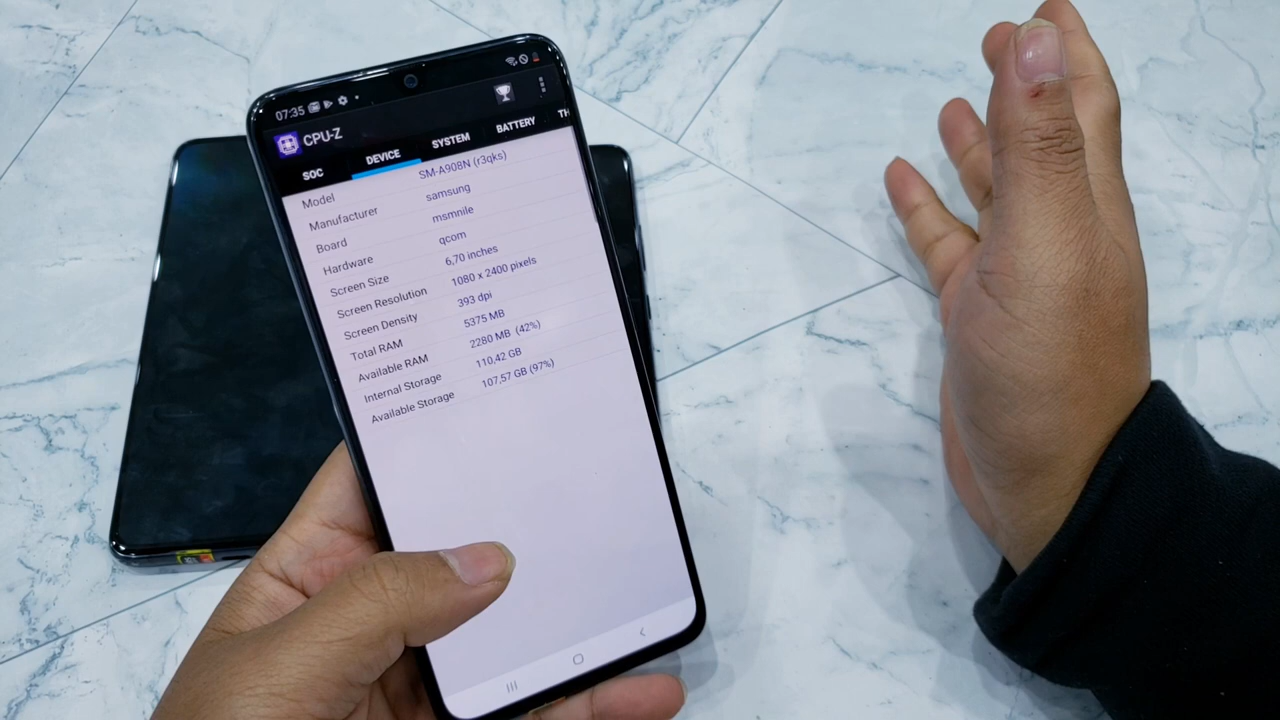 07:35
CPU-Z
SOC DEVICE SYSTEM BATTERY TH
Model SM-A908N (r3qks)
Manufacturer samsung
Board msmnile
Hardware qcom
Screen Size 6,70 inches
Screen Resolution 1080 x 2400 pixels
Screen Density 393 dpi
Total RAM 5375 MB
Available RAM 2280 MB (42%)
Internal Storage 110,42 GB
Available Storage 107,57 GB (97%)